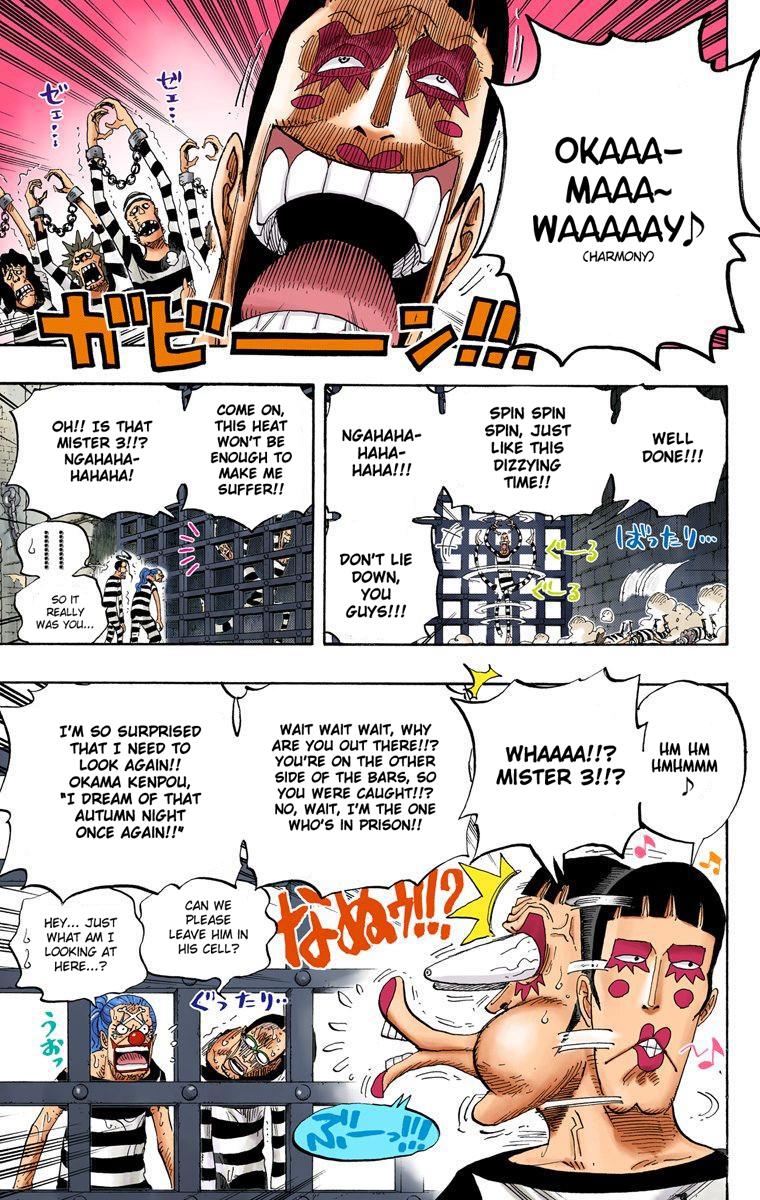 OKAAA-
MAAA~
WAAAAAY♪
(HARMONY)
ゼェ…
ゼェ…
ガビーン!!!
WELL
DONE!!!
SPIN SPIN
SPIN, JUST
LIKE THIS
DIZZYING
TIME!!
NGAHAHA-
HAHA-
HAHA!!!
DON'T LIE
DOWN,
YOU
GUYS!!!
ばったり…
ぐーる
ぐーる
COME ON,
THIS HEAT
WON'T BE
ENOUGH TO
MAKE ME
SUFFER!!
OH!! IS THAT
MISTER 3!!?
NGAHAHA-
HAHAHA!
SO IT
REALLY
WAS YOU...
HM HM
HMHMMM
♪
WHAAAA!!?
MISTER 3!!?
WAIT WAIT WAIT, WHY
ARE YOU OUT THERE!!?
YOU'RE ON THE OTHER
SIDE OF THE BARS, SO
YOU WERE CAUGHT!!?
NO, WAIT, I'M THE ONE
WHO'S IN PRISON!!
I'M SO SURPRISED
THAT I NEED TO
LOOK AGAIN!!
OKAMA KENPOU,
"I DREAM OF THAT
AUTUMN NIGHT
ONCE AGAIN!!"
なぬゥ!!?
CAN WE
PLEASE
LEAVE HIM IN
HIS CELL?
HEY... JUST
WHAT AM I
LOOKING AT
HERE...?
ぐったり…
うおっ
ぶーっ!!!